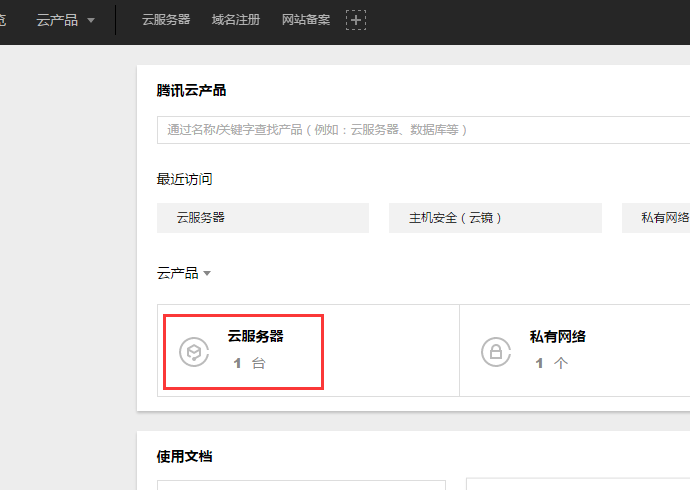 览 云产品 云服务器 域名注册 网站备案
腾讯云产品
通过名称/关键字查找产品（例如：云服务器、数据库等）
最近访问
云服务器 主机安全（云镜） 私有网络
云产品
云服务器 私有网络
1 台 1 个
使用文档